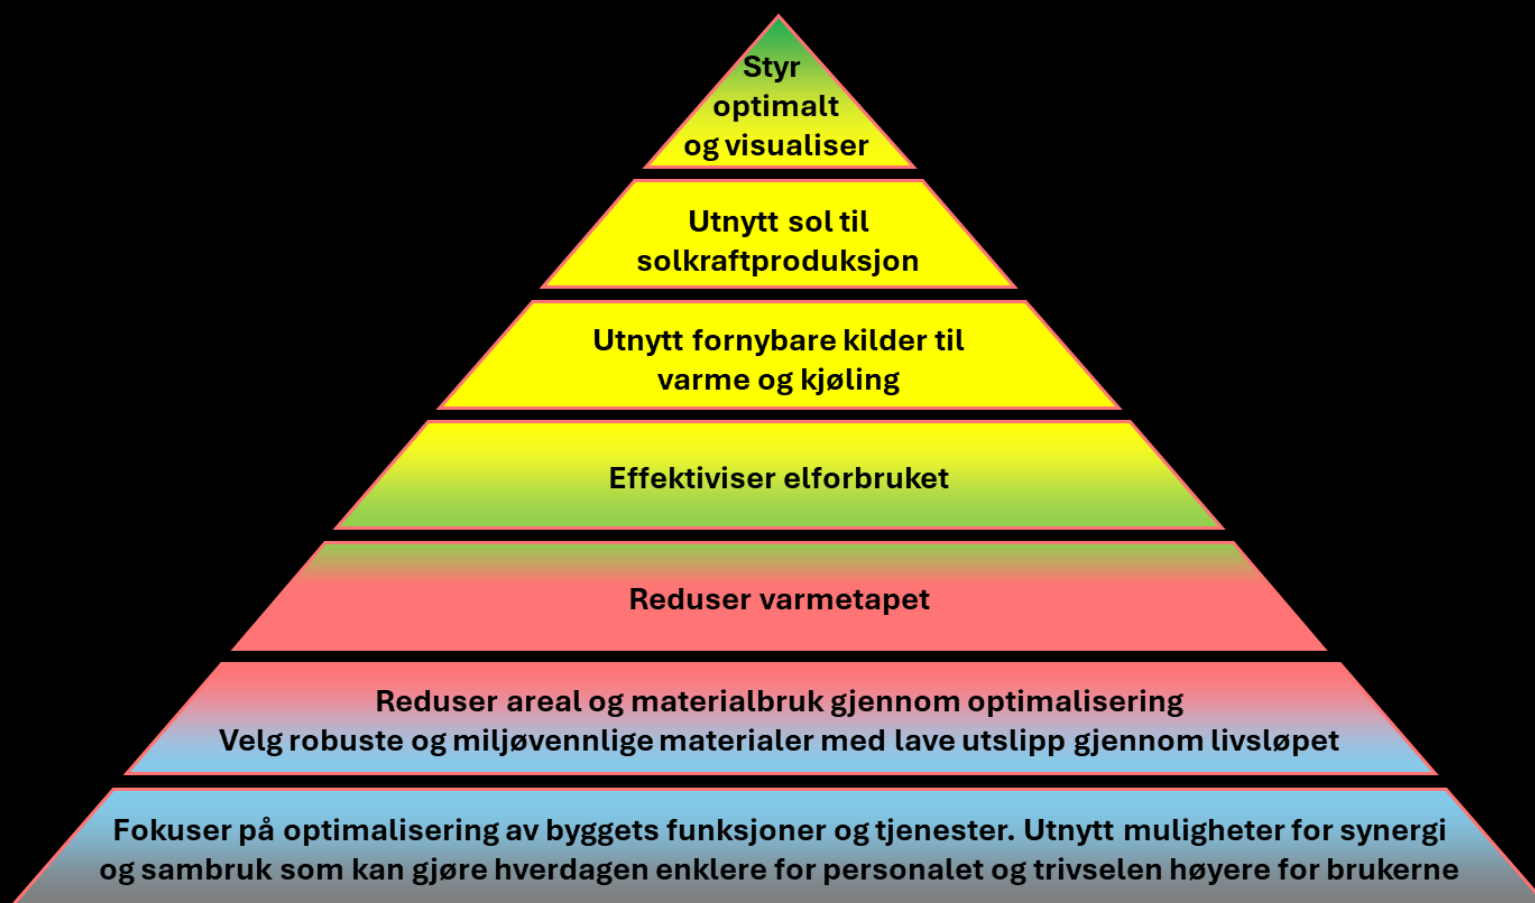 Styr
optimalt
og visualiser
Utnytt sol til
solkraftproduksjon
Utnytt fornybare kilder til
varme og kjøling
Effektiviser elforbruket
Reduser varmetapet
Reduser areal og materialbruk gjennom optimalisering
Velg robuste og miljøvennlige materialer med lave utslipp gjennom livsløpet
Fokuser på optimalisering av byggets funksjoner og tjenester. Utnytt muligheter for synergi
og sambruk som kan gjøre hverdagen enklere for personalet og trivselen høyere for brukerne